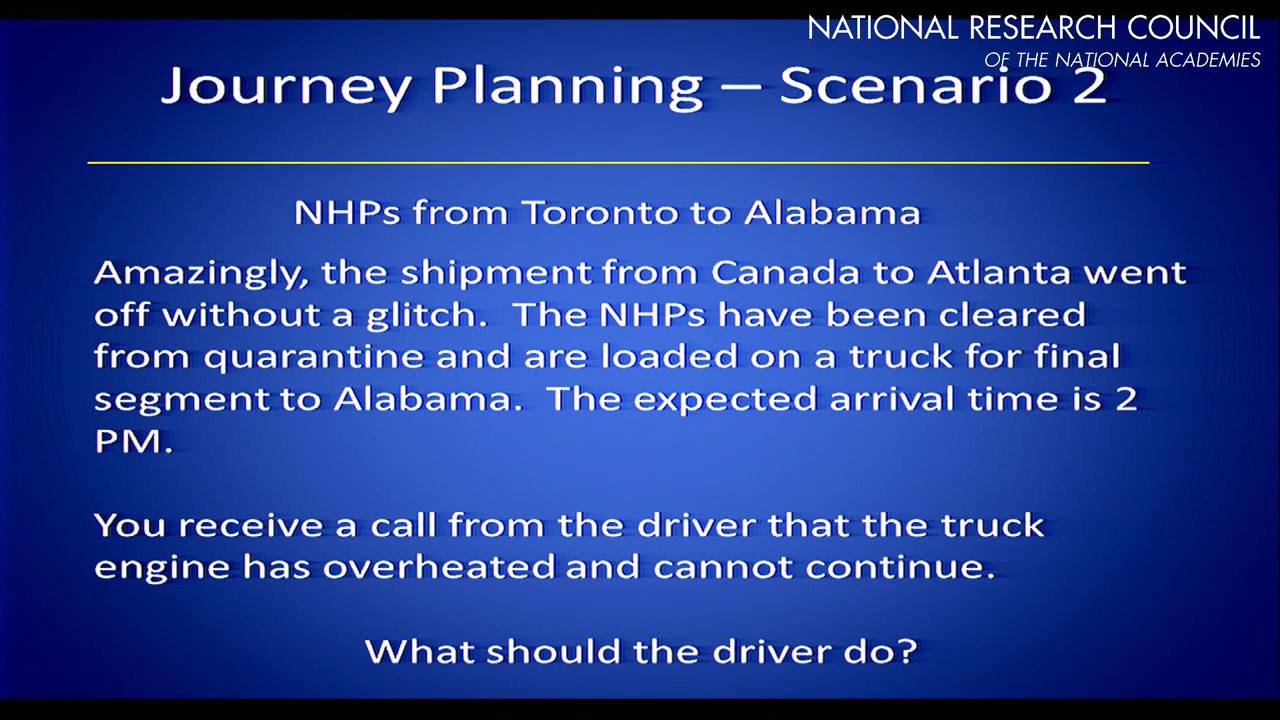 NATIONAL RESEARCH COUNCIL
OF THE NATIONAL ACADEMIES
Journey Planning – Scenario 2
NHPs from Toronto to Alabama
Amazingly, the shipment from Canada to Atlanta went
off without a glitch.  The NHPs have been cleared
from quarantine and are loaded on a truck for final
segment to Alabama.  The expected arrival time is 2
PM.
You receive a call from the driver that the truck
engine has overheated and cannot continue.
What should the driver do?